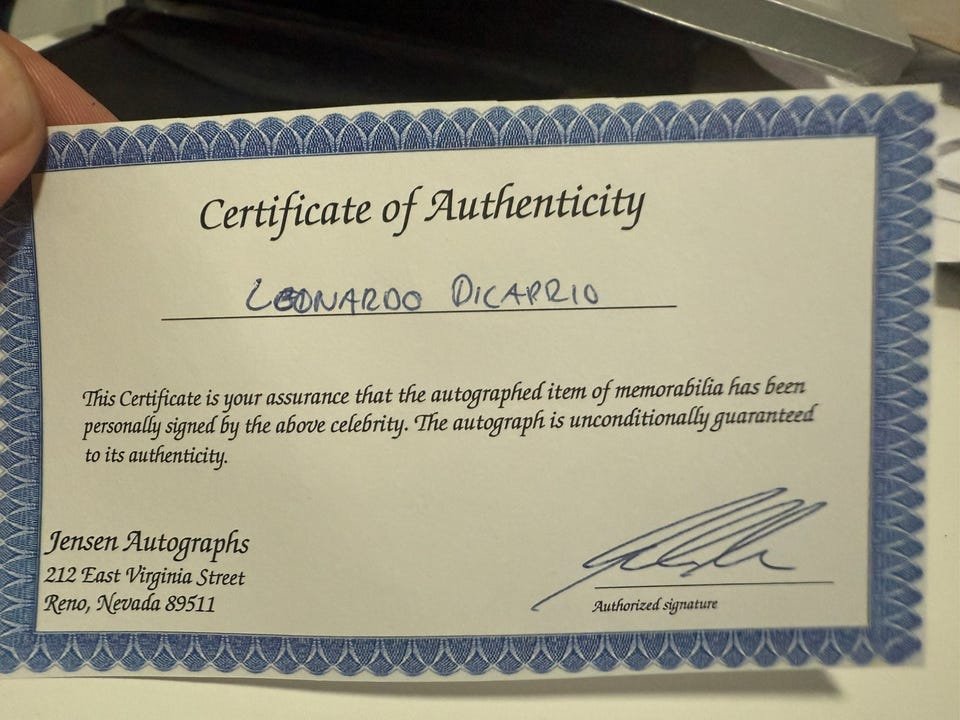 Certificate of Authenticity
LEONARDO DICAPRIO
This Certificate is your assurance that the autographed item of memorabilia has been
personally signed by the above celebrity. The autograph is unconditionally guaranteed
to its authenticity.
Jensen Autographs
212 East Virginia Street
Reno, Nevada 89511
Authorized signature